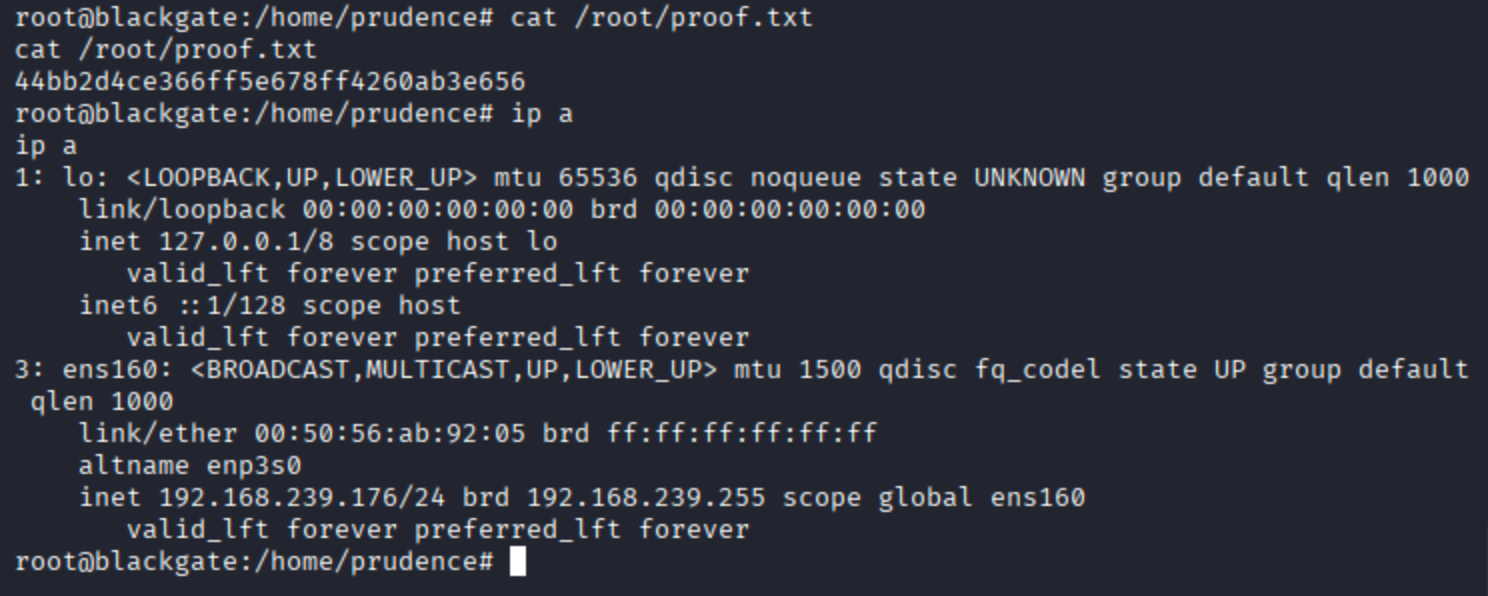 root@blackgate:/home/prudence# cat /root/proof.txt
cat /root/proof.txt
44bb2d4ce366ff5e678ff4260ab3e656
root@blackgate:/home/prudence# ip a
ip a
1: lo: <LOOPBACK,UP,LOWER_UP> mtu 65536 qdisc noqueue state UNKNOWN group default qlen 1000
    link/loopback 00:00:00:00:00:00 brd 00:00:00:00:00:00
    inet 127.0.0.1/8 scope host lo
       valid_lft forever preferred_lft forever
    inet6 ::1/128 scope host
       valid_lft forever preferred_lft forever
3: ens160: <BROADCAST,MULTICAST,UP,LOWER_UP> mtu 1500 qdisc fq_codel state UP group default
 qlen 1000
    link/ether 00:50:56:ab:92:05 brd ff:ff:ff:ff:ff:ff
    altname enp3s0
    inet 192.168.239.176/24 brd 192.168.239.255 scope global ens160
       valid_lft forever preferred_lft forever
root@blackgate:/home/prudence#